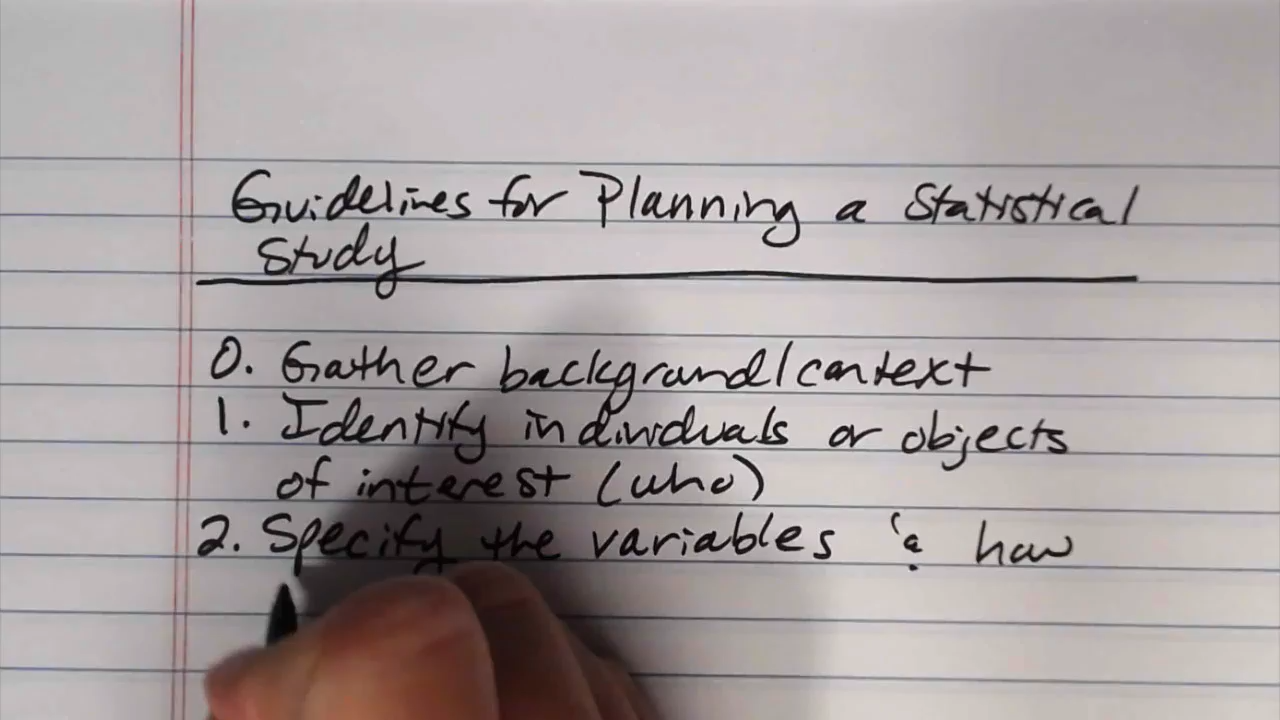 Guidelines for Planning a Statistical
Study
0. Gather background/context
1. Identify individuals or objects
of interest (who)
2. Specify the variables & how